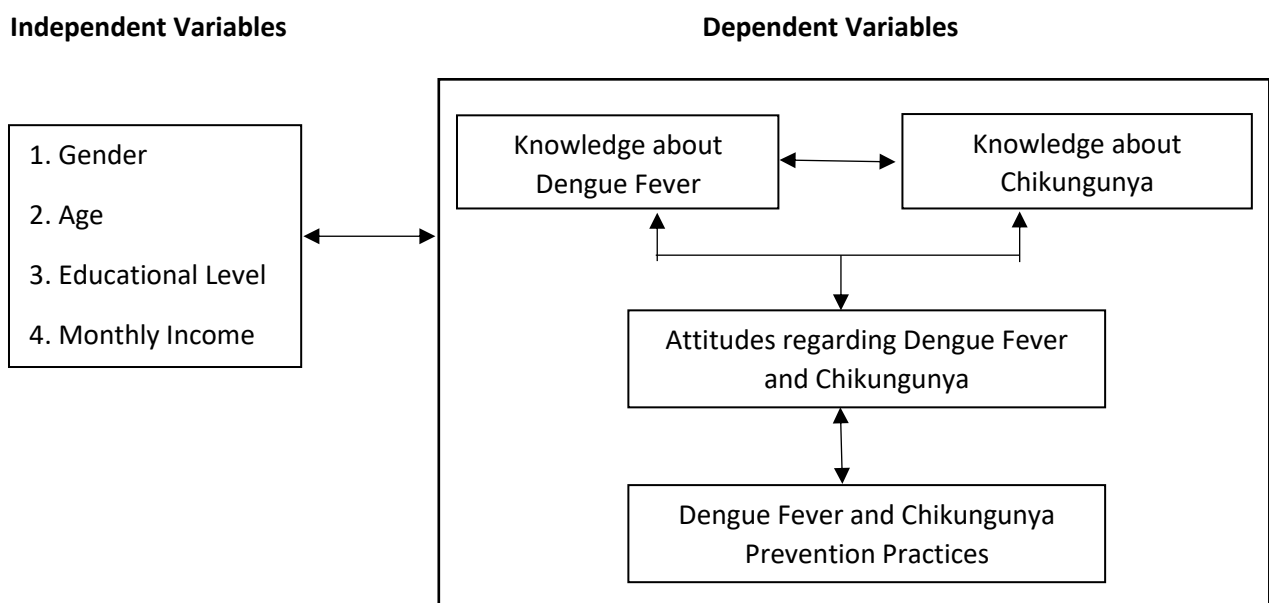 Independent Variables
Dependent Variables
1. Gender
2. Age
3. Educational Level
4. Monthly Income
Knowledge about
Dengue Fever
Knowledge about
Chikungunya
Attitudes regarding Dengue Fever
and Chikungunya
Dengue Fever and Chikungunya
Prevention Practices